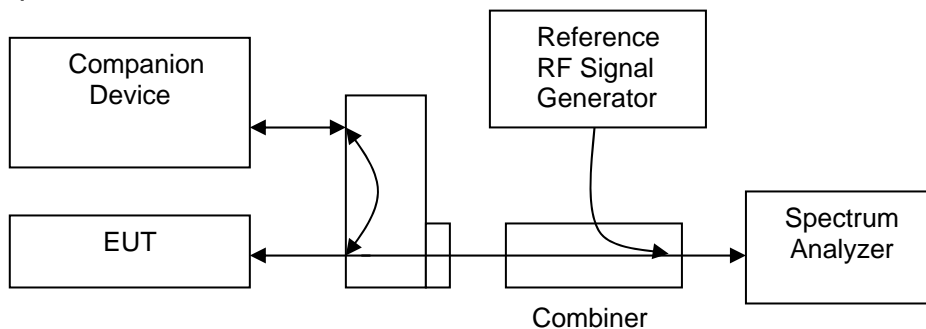 Companion
Device
Reference
RF Signal
Generator
EUT
Spectrum
Analyzer
Combiner